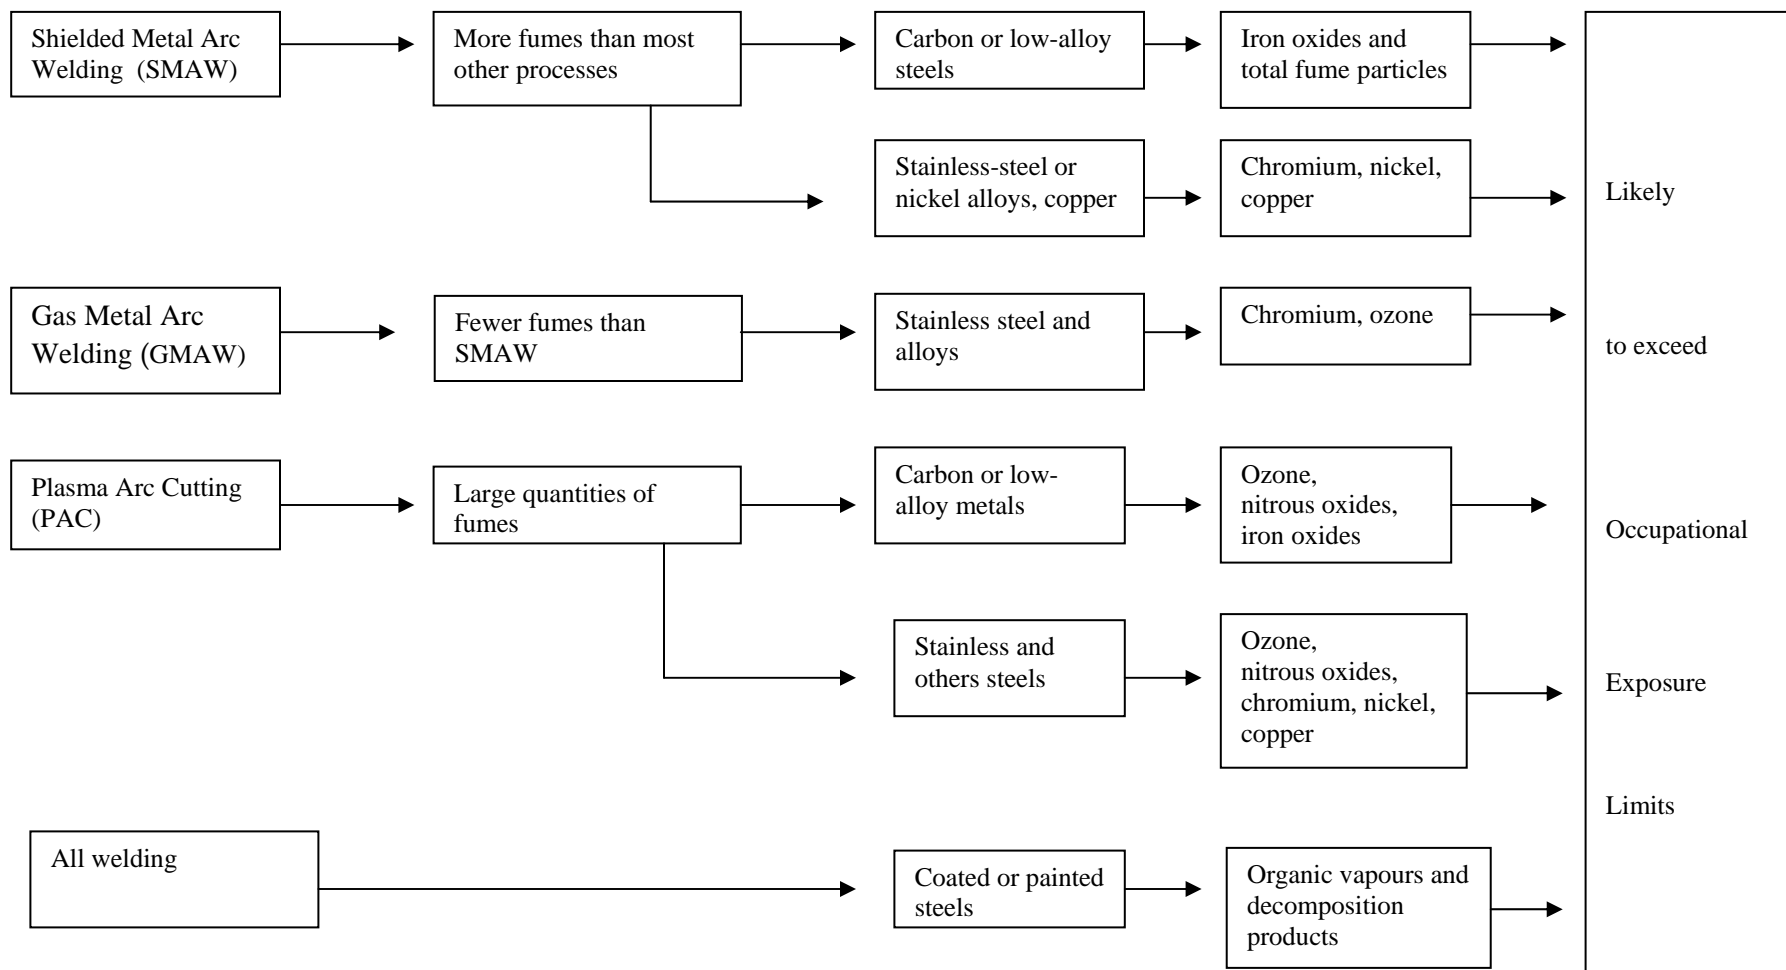 Shielded Metal Arc
Welding  (SMAW)
More fumes than most
other processes
Carbon or low-alloy
steels
Iron oxides and
total fume particles
Stainless-steel or
nickel alloys, copper
Chromium, nickel,
copper
Likely
Gas Metal Arc
Welding (GMAW)
Fewer fumes than
SMAW
Stainless steel and
alloys
Chromium, ozone
to exceed
Plasma Arc Cutting
(PAC)
Large quantities of
fumes
Carbon or low-
alloy metals
Ozone,
nitrous oxides,
iron oxides
Occupational
Stainless and
others steels
Ozone,
nitrous oxides,
chromium, nickel,
copper
Exposure
Limits
All welding
Coated or painted
steels
Organic vapours and
decomposition
products